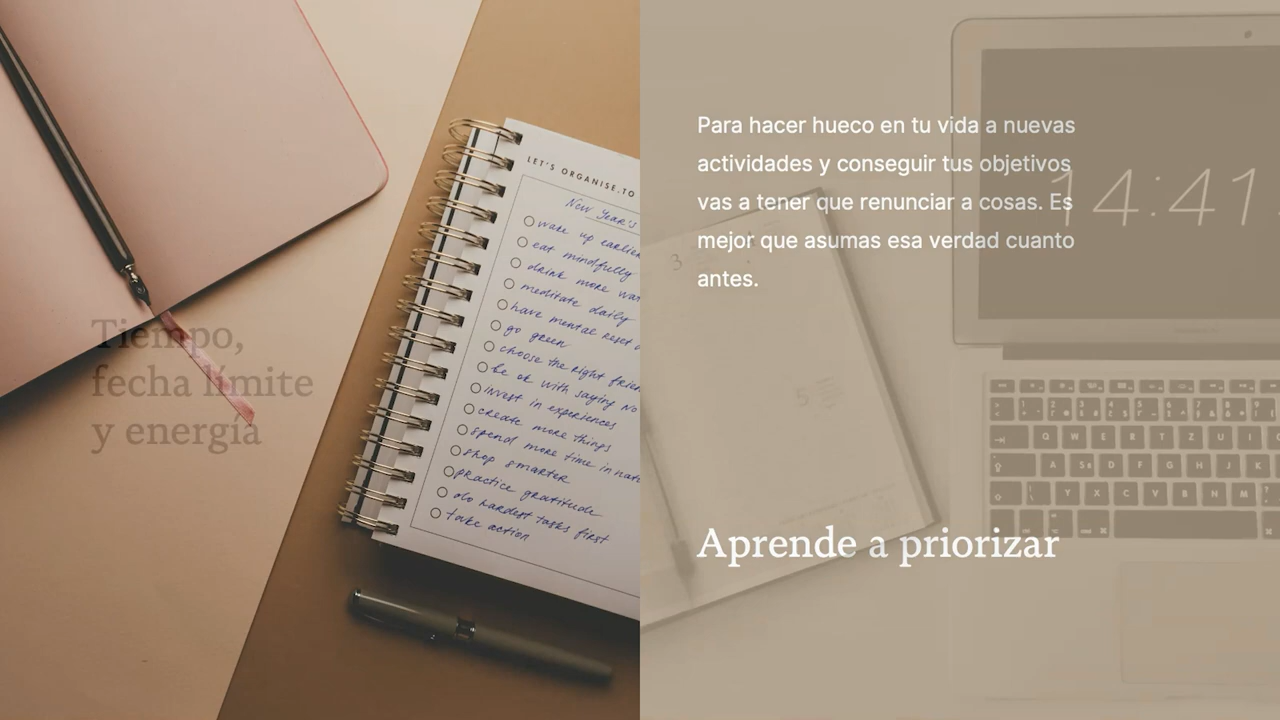 Tiempo,
fecha límite
y energía
LET'S ORGANISE.TO
New Year's
wake up earlier
eat mindfully
drink more
meditate daily
have mental reset
go green
choose the right
be ok with saying no
invest in experiences
create more things
spend more time in
shop smarter
practice gratitude
do hardest tasks first
take action
Para hacer hueco en tu vida a nuevas
actividades y conseguir tus objetivos
vas a tener que renunciar a cosas. Es
mejor que asumas esa verdad cuanto
antes.
Aprende a priorizar
14:41
3
5
Q W E R T Z U
A S D F G H J K
Y X C V B N M